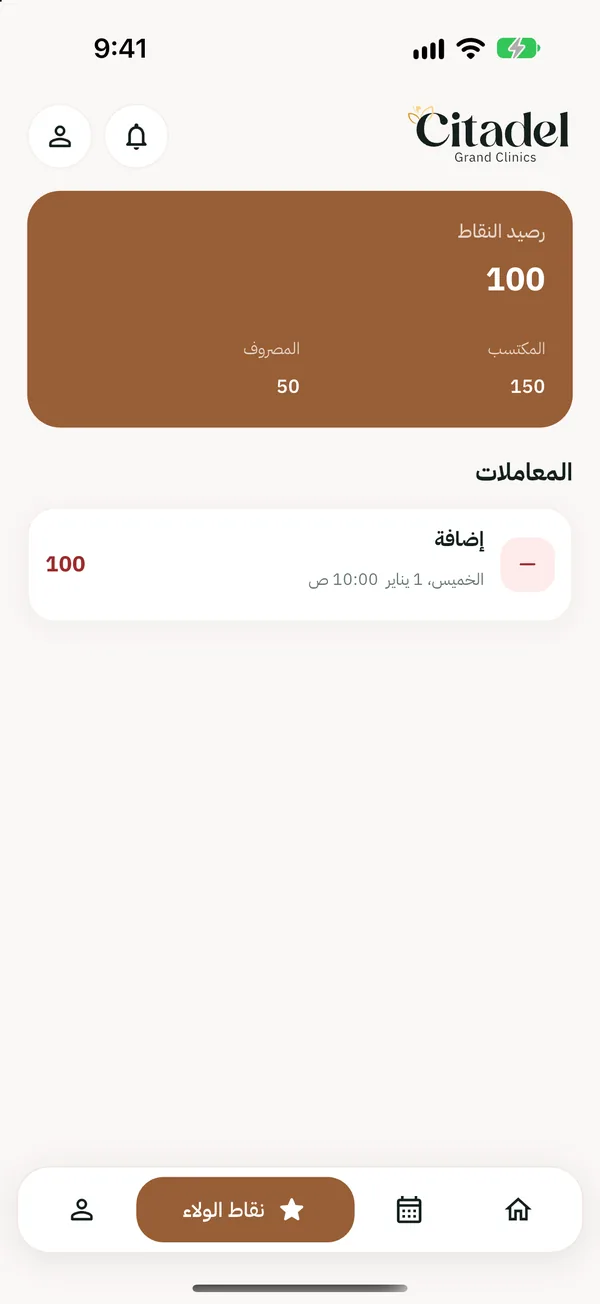 9:41
Citadel
Grand Clinics
رصيد النقاط
100
المكتسب
150
المصروف
50
المعاملات
إضافة
الخميس، 1 يناير 10:00 ص
100
نقاط الولاء